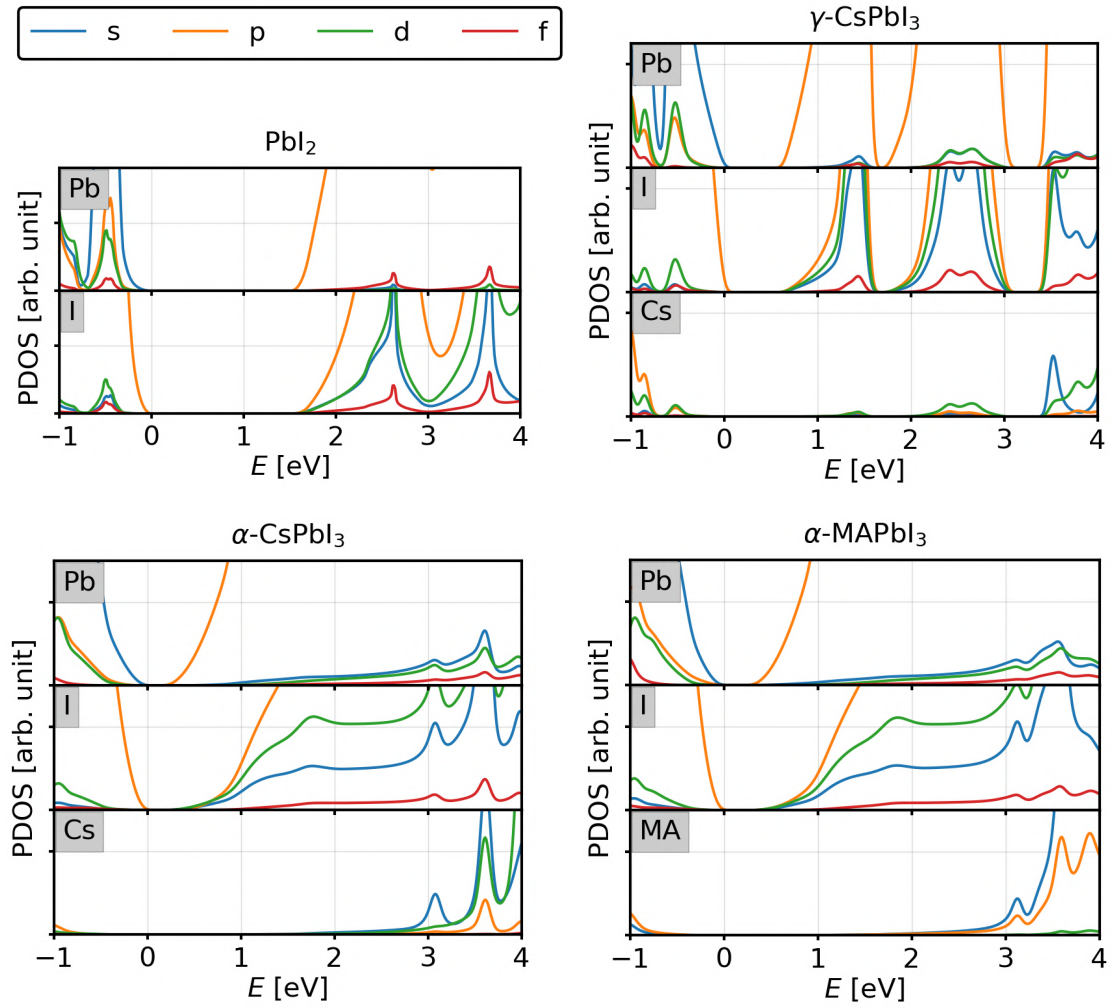 s p d f
PbI₂
PDOS [arb. unit]
Pb
I
−1 0 1 2 3 4
E [eV]
γ-CsPbI₃
PDOS [arb. unit]
Pb
I
Cs
−1 0 1 2 3 4
E [eV]
α-CsPbI₃
PDOS [arb. unit]
Pb
I
Cs
−1 0 1 2 3 4
E [eV]
α-MAPbI₃
PDOS [arb. unit]
Pb
I
MA
−1 0 1 2 3 4
E [eV]